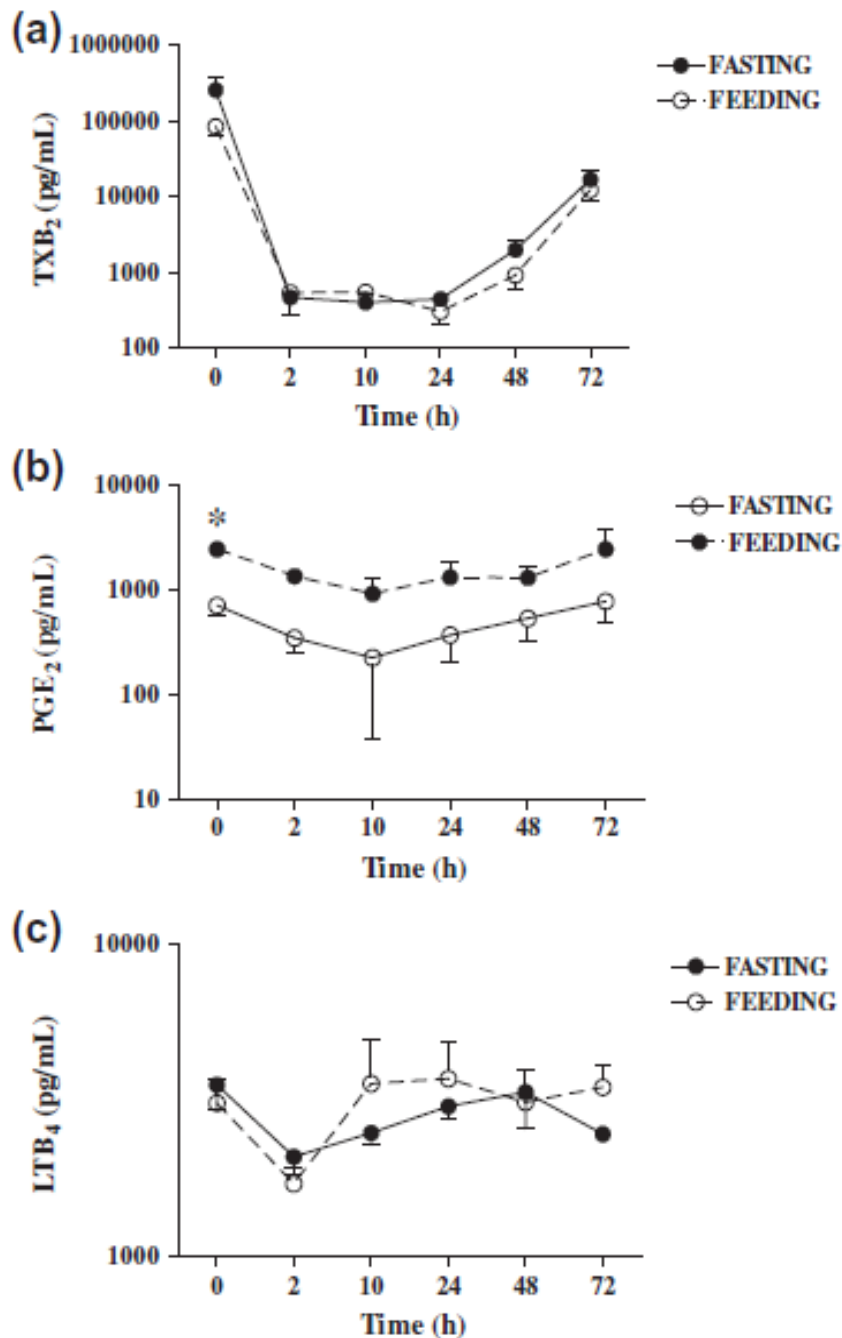 (a)
TXB2 (pg/mL)
1000000
100000
10000
1000
100
0 2 10 24 48 72
Time (h)
FASTING
FEEDING
(b)
PGE2 (pg/mL)
10000
1000
100
10
*
0 2 10 24 48 72
Time (h)
FASTING
FEEDING
(c)
LTB4 (pg/mL)
10000
1000
0 2 10 24 48 72
Time (h)
FASTING
FEEDING